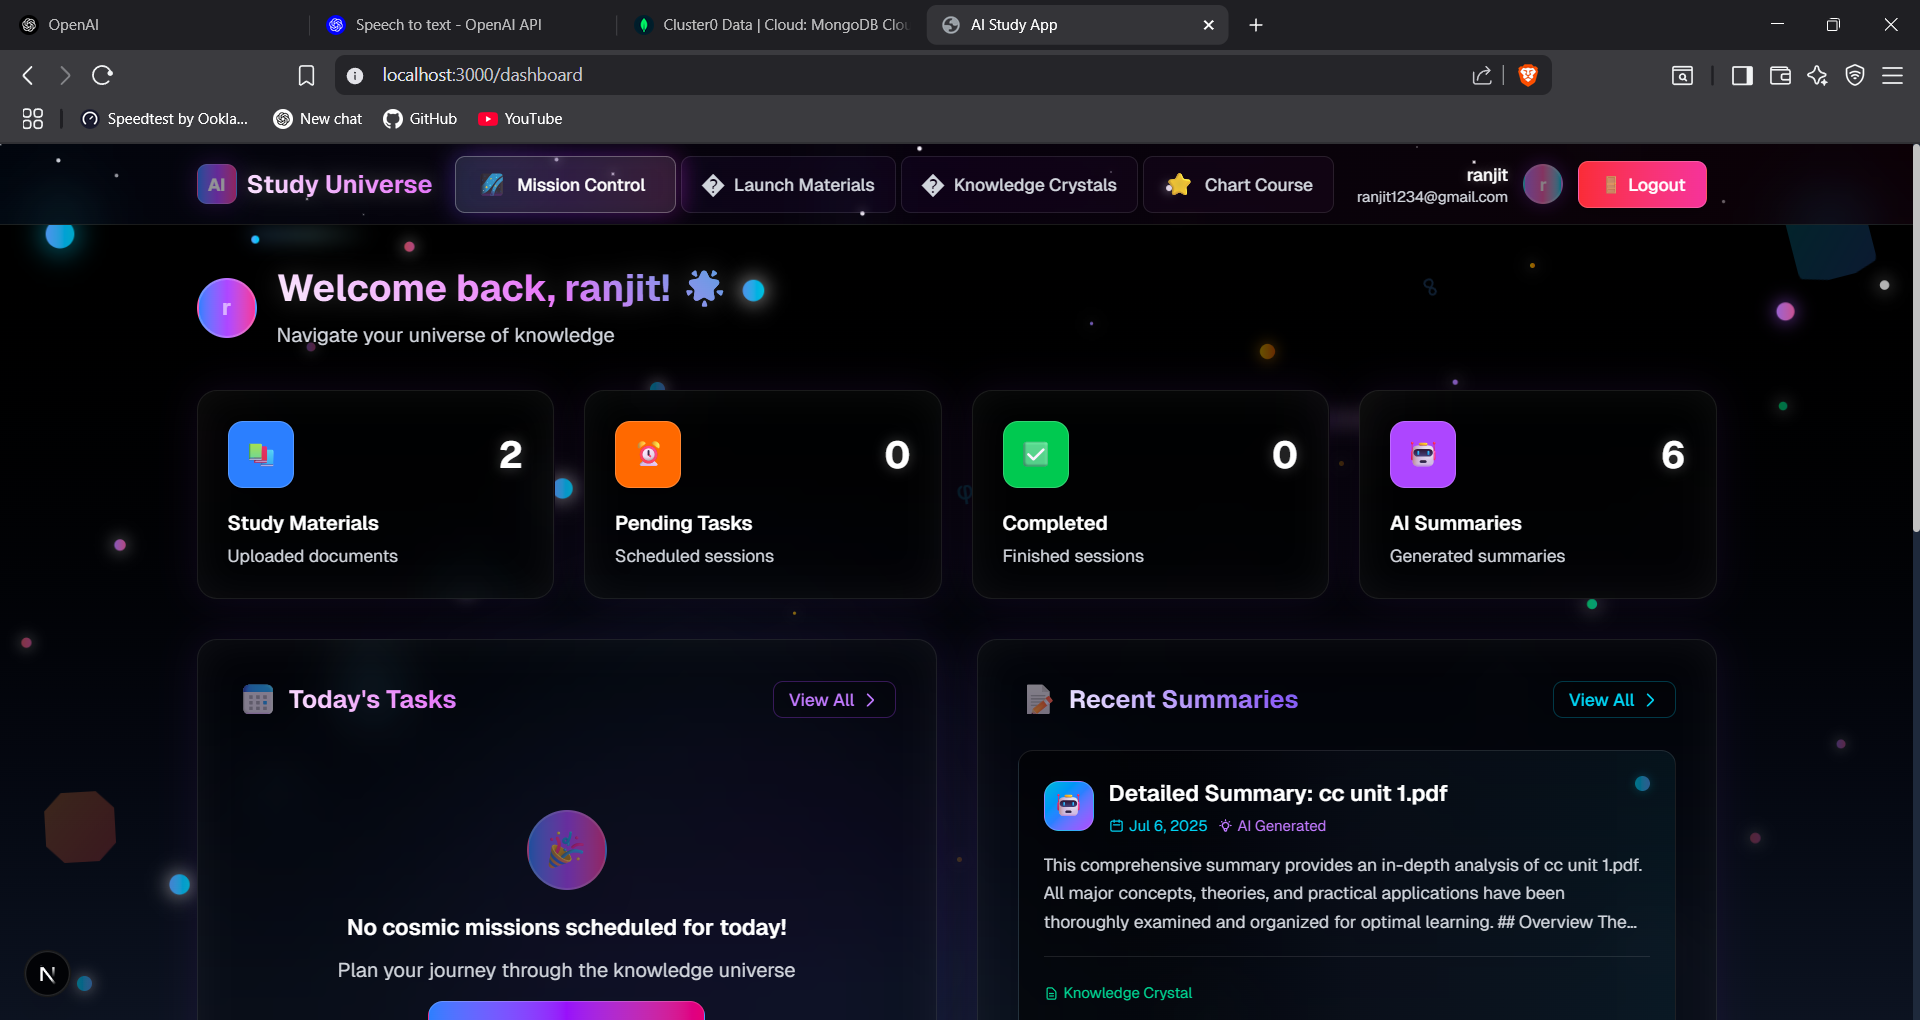 OpenAI
Speech to text - OpenAI API
Cluster0 Data | Cloud: MongoDB Clou
AI Study App
localhost:3000/dashboard
Speedtest by Ookla...
New chat
GitHub
YouTube
AI
Study Universe
Mission Control
Launch Materials
Knowledge Crystals
Chart Course
ranjit
ranjit1234@gmail.com
r
Logout
r
Welcome back, ranjit!
Navigate your universe of knowledge
2
Study Materials
Uploaded documents
0
Pending Tasks
Scheduled sessions
0
Completed
Finished sessions
6
AI Summaries
Generated summaries
Today's Tasks
View All
No cosmic missions scheduled for today!
Plan your journey through the knowledge universe
Recent Summaries
View All
Detailed Summary: cc unit 1.pdf
Jul 6, 2025
AI Generated
This comprehensive summary provides an in-depth analysis of cc unit 1.pdf.
All major concepts, theories, and practical applications have been
thoroughly examined and organized for optimal learning. ## Overview The...
Knowledge Crystal
N